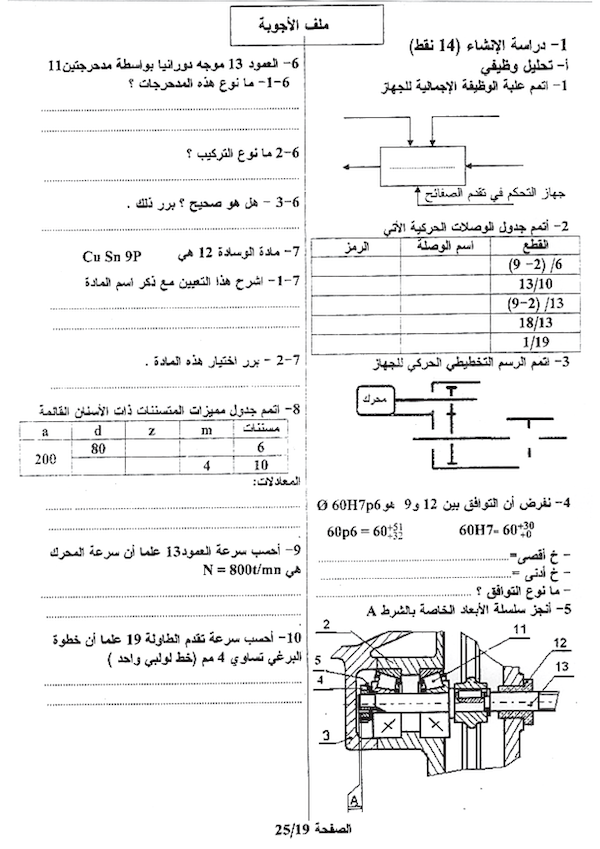 ملف الأجوبة
1- دراسة الإنشاء (14 نقط)
أ- تحليل وظيفي
1- اتمم علبة الوظيفة الإجمالية للجهاز
جهاز التحكم في تقدم الصفائح
2- أتمم جدول الوصلات الحركية الأتي
القطع اسم الوصلة الرمز
6/ (2- 9)
13/10
13/ (2-9)
18/13
1/19
3- اتمم الرسم التخطيطي الحركي للجهاز
محرك
4- نفرض أن التوافق بين 12 و9 هو Ø 60H7p6
60p6 = 60 +51 +32 60H7= 60 +30 +0
- خ أقصى=
- خ أدنى =
- ما نوع التوافق ؟
5- أنجز سلسلة الأبعاد الخاصة بالشرط A
2
11
12
13
5
4
3
A
6- العمود 13 موجه دورانيا بواسطة مدحرجتين11
6-1- ما نوع هذه المدحرجات ؟
6-2 ما نوع التركيب ؟
6-3 - هل هو صحيح ؟ برر ذلك .
7- مادة الوسادة 12 هي Cu Sn 9P
7-1- اشرح هذا التعيين مع ذكر اسم المادة
7-2 - برر اختيار هذه المادة .
8- اتمم جدول مميزات المتسننات ذات الأسنان القائمة
مسننات m z d a
6 80 200
10 4
المعادلات:
9- أحسب سرعة العمود13 علما أن سرعة المحرك
هي N = 800t/mn
10- أحسب سرعة تقدم الطاولة 19 علما أن خطوة
البرغي تساوي 4 مم (خط لولبي واحد )
الصفحة 25/19